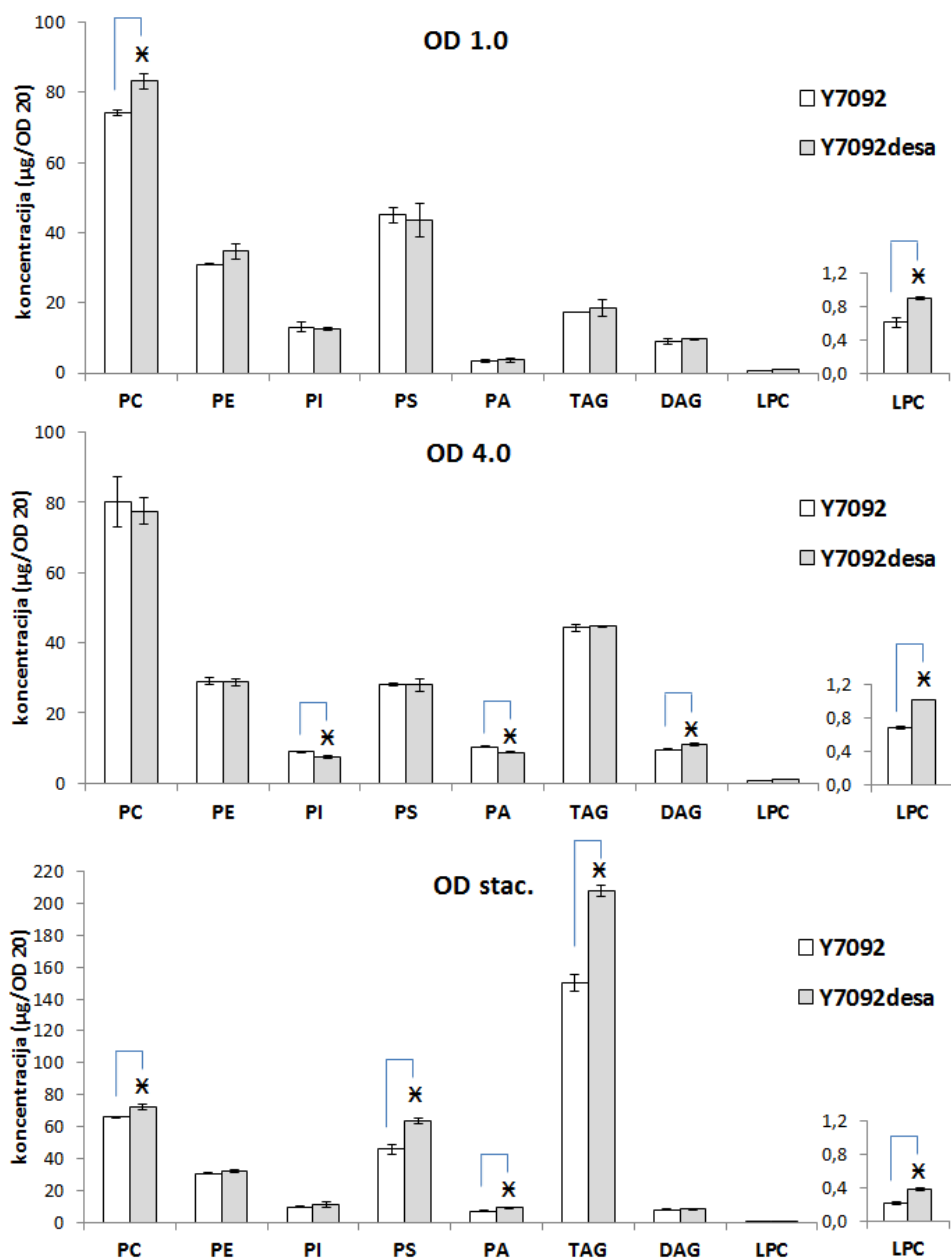 OD 1.0
koncentracija (µg/OD 20)
100
80
60
40
20
0
PC PE PI PS PA TAG DAG LPC
Y7092
Y7092desa
1,2
0,8
0,4
0,0
LPC
OD 4.0
koncentracija (µg/OD 20)
100
80
60
40
20
0
PC PE PI PS PA TAG DAG LPC
Y7092
Y7092desa
1,2
0,8
0,4
0,0
LPC
OD stac.
koncentracija (µg/OD 20)
220
200
180
160
140
120
100
80
60
40
20
0
PC PE PI PS PA TAG DAG LPC
Y7092
Y7092desa
1,2
0,8
0,4
0,0
LPC